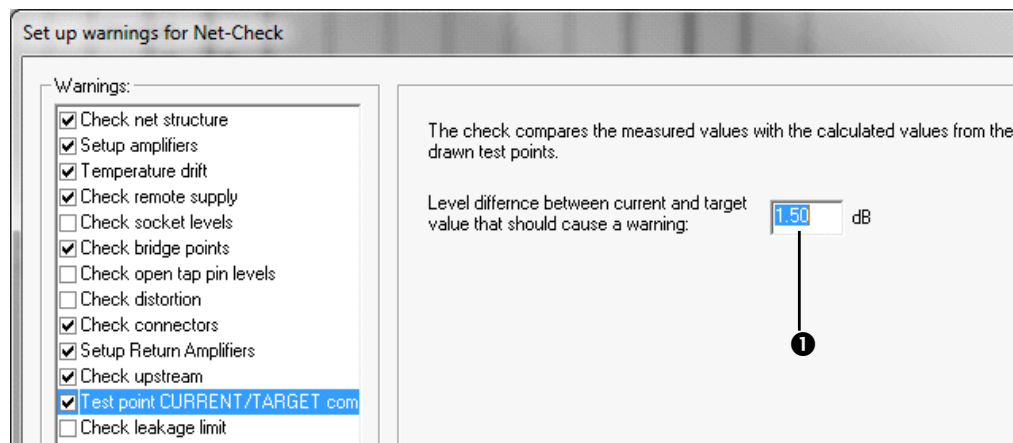 Set up warnings for Net-Check
Warnings:
Check net structure
Setup amplifiers
Temperature drift
Check remote supply
Check socket levels
Check bridge points
Check open tap pin levels
Check distortion
Check connectors
Setup Return Amplifiers
Check upstream
Test point CURRENT/TARGET com
Check leakage limit
The check compares the measured values with the calculated values from the
drawn test points.
Level differnce between current and target
value that should cause a warning:
1.50 dB
❶